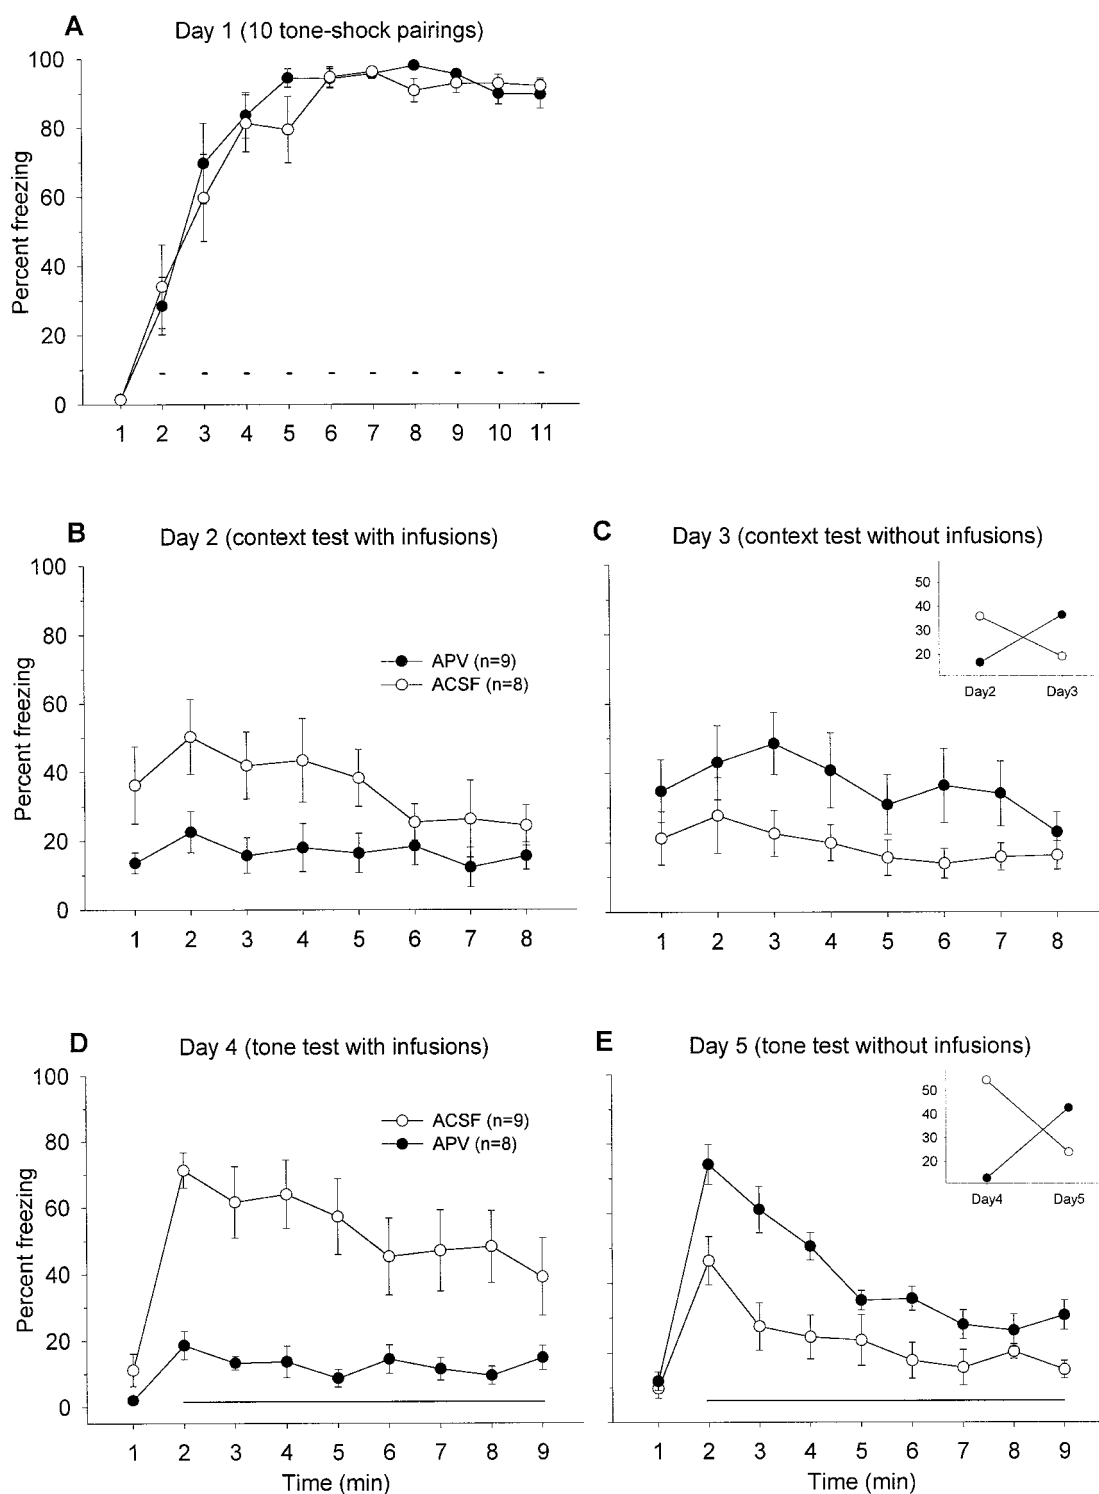 A
Day 1 (10 tone-shock pairings)
100
80
60
40
20
0
Percent freezing
1 2 3 4 5 6 7 8 9 10 11
B
Day 2 (context test with infusions)
100
80
60
40
20
0
Percent freezing
APV (n=9)
ACSF (n=8)
1 2 3 4 5 6 7 8
C
Day 3 (context test without infusions)
50
40
30
20
Day2 Day3
1 2 3 4 5 6 7 8
D
Day 4 (tone test with infusions)
100
80
60
40
20
0
Percent freezing
ACSF (n=9)
APV (n=8)
1 2 3 4 5 6 7 8 9
Time (min)
E
Day 5 (tone test without infusions)
50
40
30
20
Day4 Day5
1 2 3 4 5 6 7 8 9
Time (min)